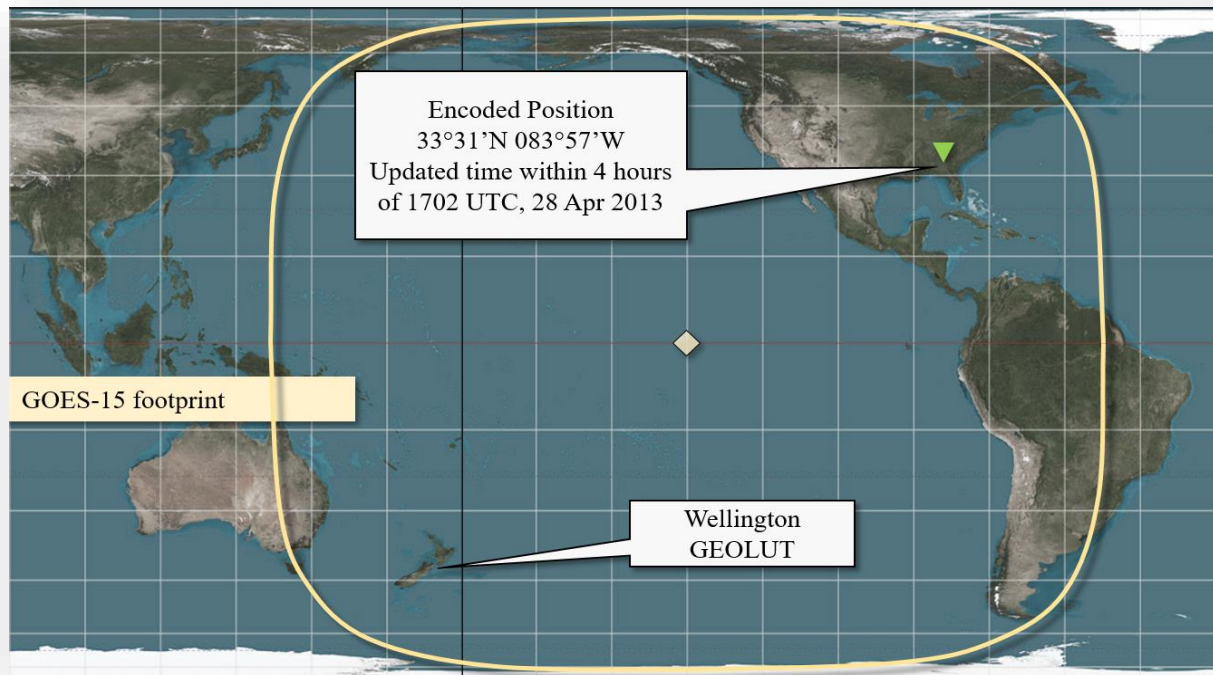 Encoded Position
33°31’N 083°57’W
Updated time within 4 hours
of 1702 UTC, 28 Apr 2013
GOES-15 footprint
Wellington
GEOLUT